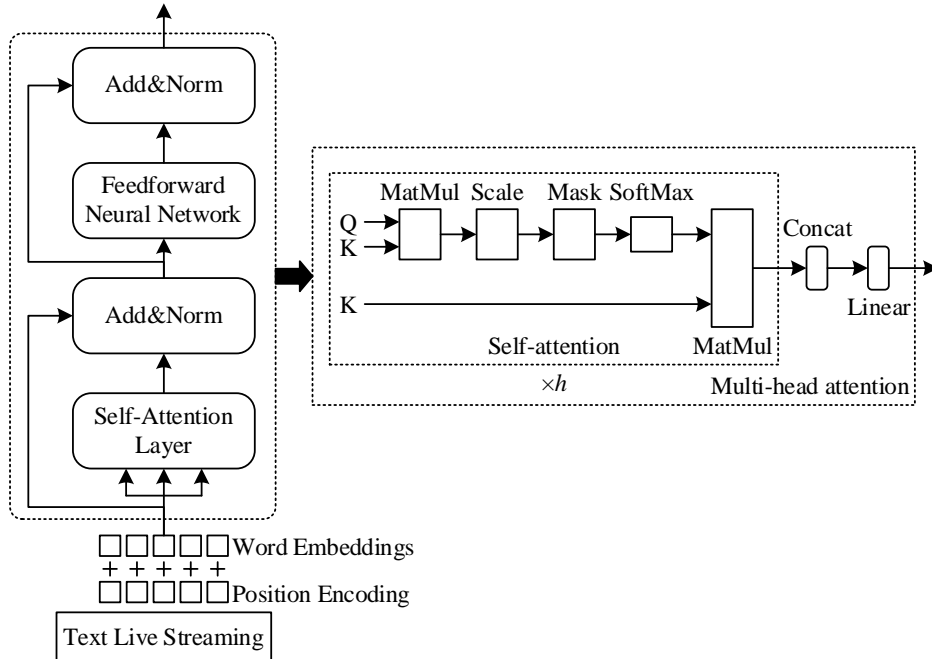 Add&Norm
Feedforward
Neural Network
Add&Norm
Self-Attention
Layer
+ + + + +
Word Embeddings
Position Encoding
Text Live Streaming
MatMul
Scale
Mask
SoftMax
Q
K
K
MatMul
Self-attention
×h
Concat
Linear
Multi-head attention